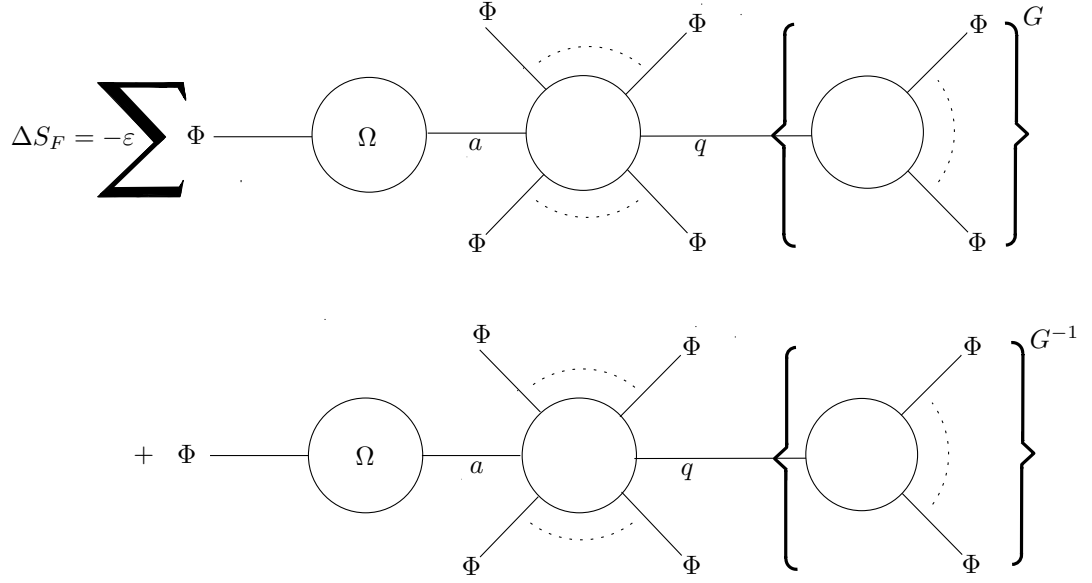 Φ Φ Φ G
ΔS_F = −ε ∑ Φ Ω a q
Φ Φ Φ
Φ Φ Φ G^{-1}
+ Φ Ω a q
Φ Φ Φ